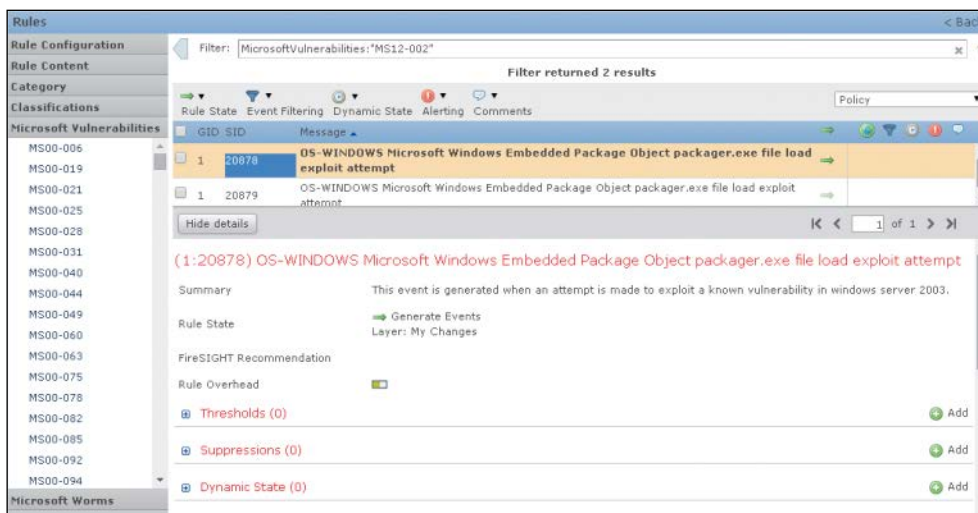 Rules
< Bac
Rule Configuration
Rule Content
Category
Classifications
Microsoft Vulnerabilities
MS00-006
MS00-019
MS00-021
MS00-025
MS00-028
MS00-031
MS00-040
MS00-044
MS00-049
MS00-060
MS00-063
MS00-075
MS00-078
MS00-082
MS00-085
MS00-092
MS00-094
Microsoft Worms
Filter: MicrosoftVulnerabilities:"MS12-002"
Filter returned 2 results
Rule State Event Filtering Dynamic State Alerting Comments
Policy
GID SID Message
1 20878 OS-WINDOWS Microsoft Windows Embedded Package Object packager.exe file load
exploit attempt
1 20879 OS-WINDOWS Microsoft Windows Embedded Package Object packager.exe file load exploit
attempt
Hide details
1 of 1
(1:20878) OS-WINDOWS Microsoft Windows Embedded Package Object packager.exe file load exploit attempt
Summary This event is generated when an attempt is made to exploit a known vulnerability in windows server 2003.
Rule State Generate Events
Layer: My Changes
FireSIGHT Recommendation
Rule Overhead
Thresholds (0) Add
Suppressions (0) Add
Dynamic State (0) Add